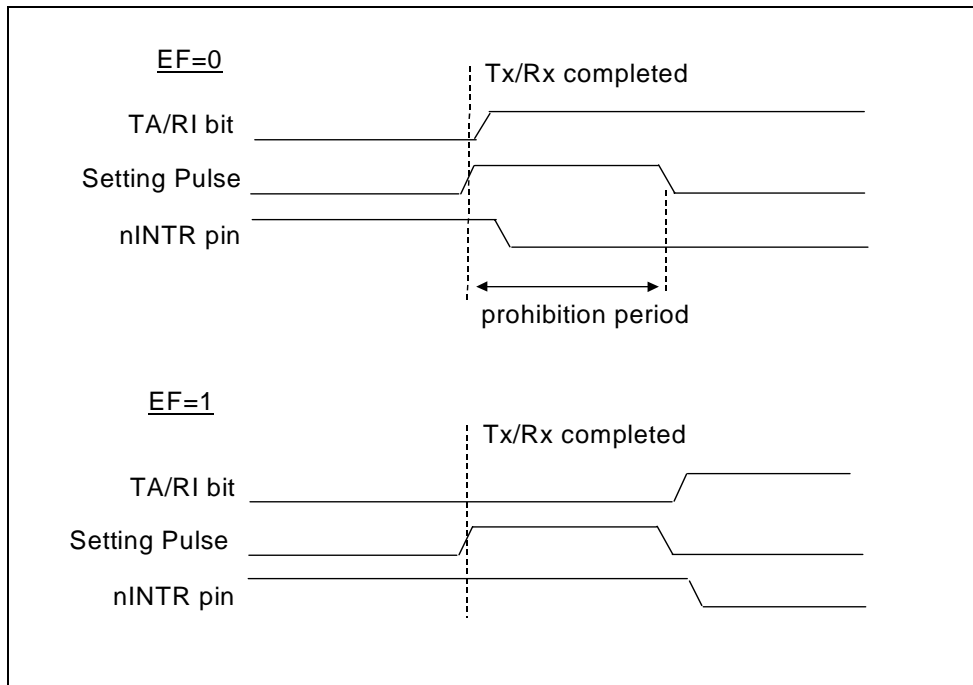 EF=0
Tx/Rx completed
TA/RI bit
Setting Pulse
nINTR pin
prohibition period
EF=1
Tx/Rx completed
TA/RI bit
Setting Pulse
nINTR pin